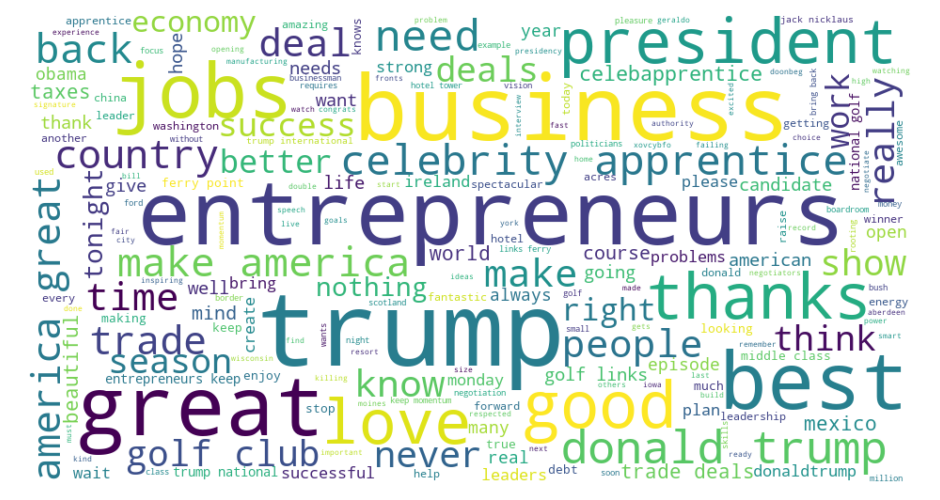 apprentice economy amazing knows need problem year pleasure geraldo jack nicklaus president
experience back hope focus opening deal example presidency
obama jobs manufacturing needs businessman requires strong deals fronts vision celebapprentice doonbeg bring back work high watching
taxes china want hotel tower business interview today excited national golf really awesome
thank leader washington success watch congrats fast authority politicians getting
another country without better trump international celebrity apprentice xovcybfo home failing choice negotiate
used tonight give bill ferry point double life start ireland spectacular acres please candidate boardroom money
america great ford entrepreneurs raise winner record
fair city momentum speech live goals york hotel links ferry open rooting
make america world course problems american show
inspiring nothing ideas make going donald negotiators bush
every time well bring always right golf made thanks energy aberdeen
done making border mind create scotland fantastic looking power
beautiful trade keep find trump wants night small people remember think smart
season wisconsin resort gets episode middle class
must entrepreneurs keep enjoy killing know size monday golf links others iowa last much best
great stop love keep momentum negotiation forward good build plan leadership mexico
moines respected many true next skills
kind golf club important never real donald trump ready
wait class trump national successful help leaders debt soon trade deals donaldtrump million
signature